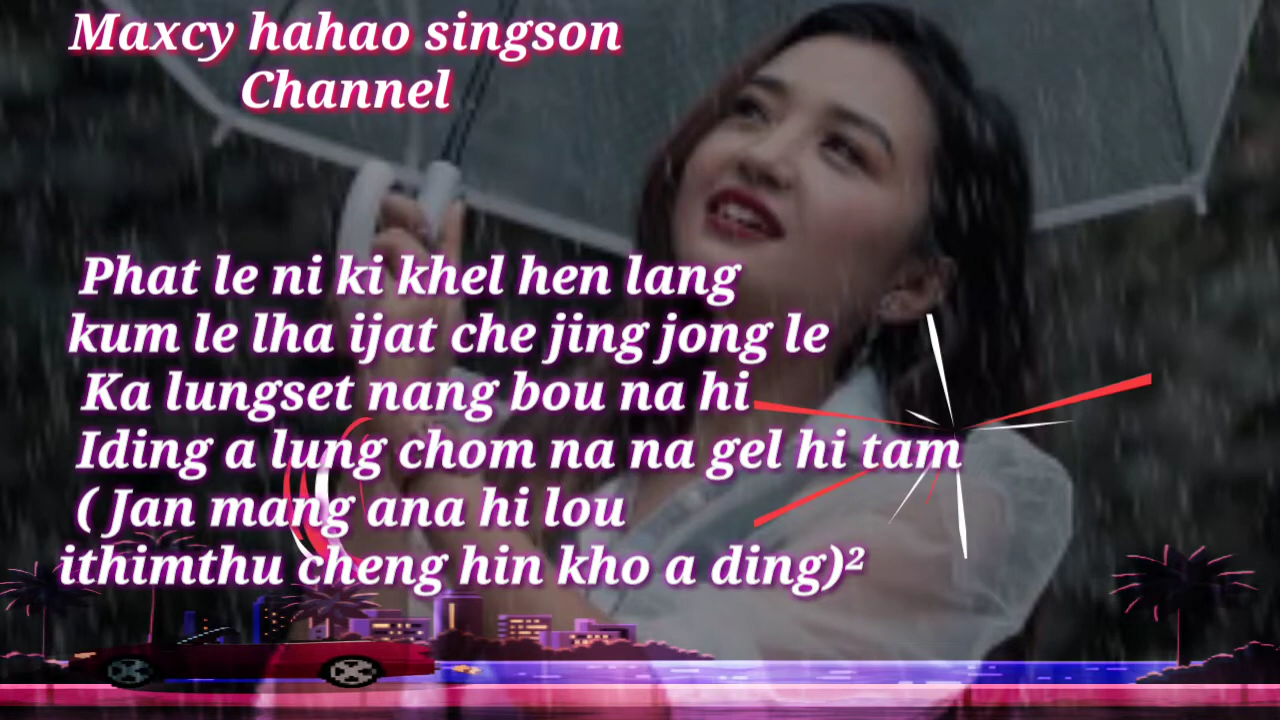 Maxcy hahao singson
Channel
Phat le ni ki khel hen lang
kum le lha ijat che jing jong le
Ka lungset nang bou na hi
Iding a lung chom na na gel hi tam
( Jan mang ana hi lou
ithimthu cheng hin kho a ding)²